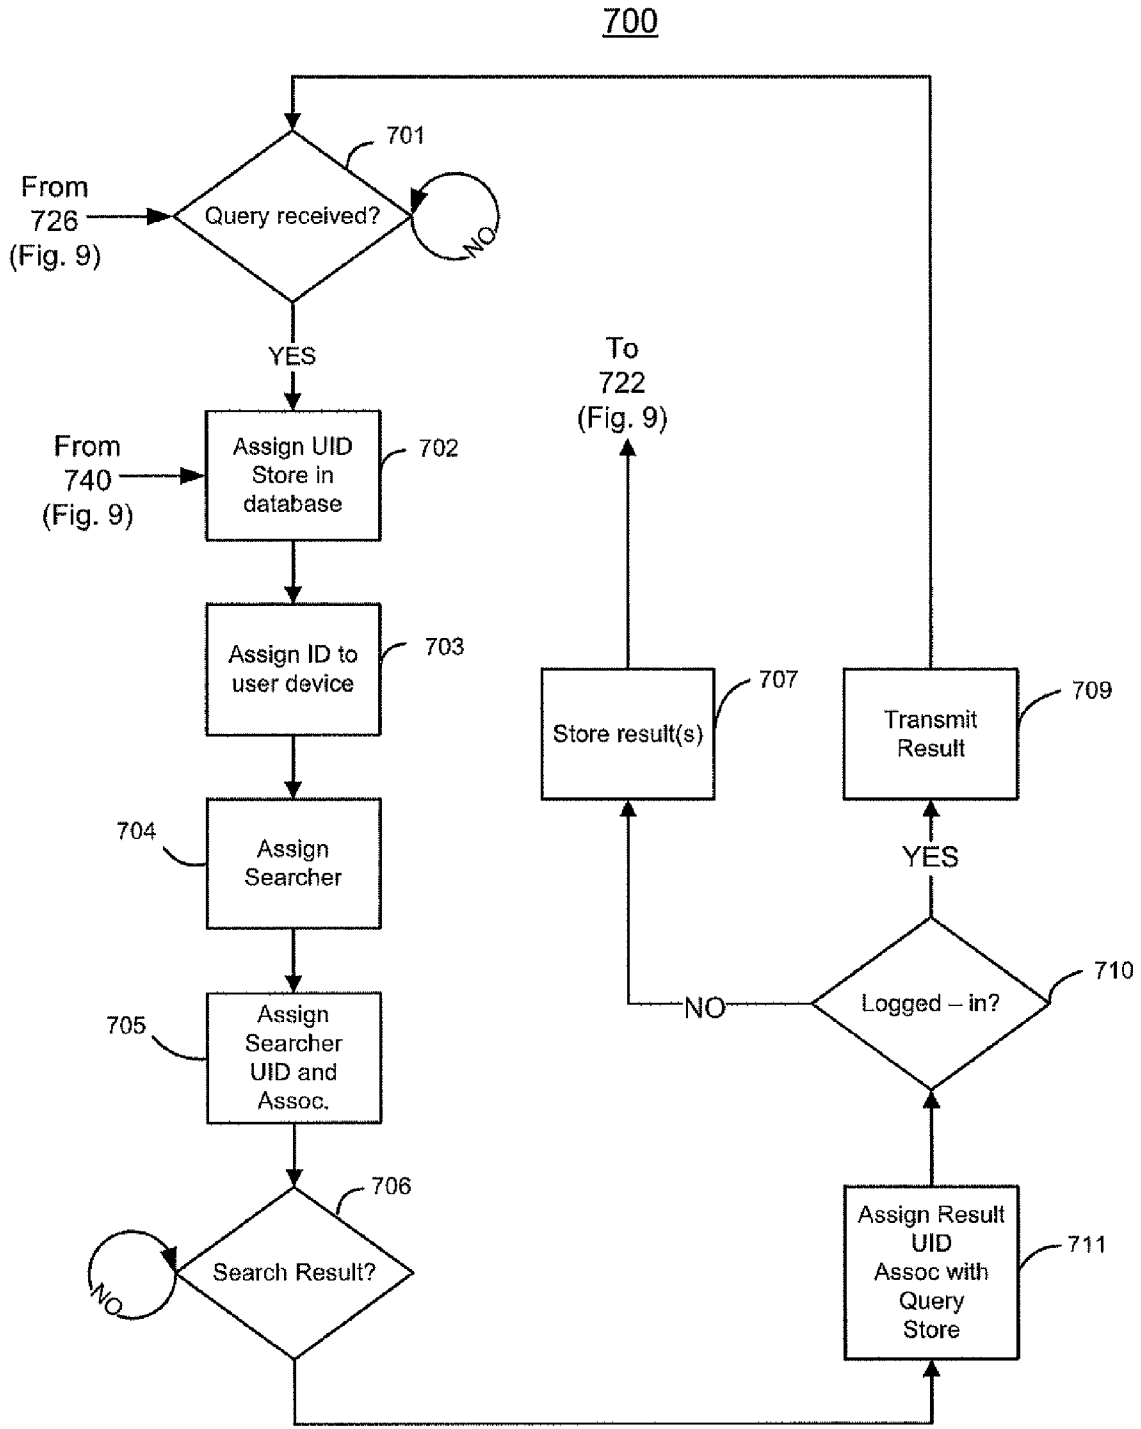 700
701
From
726
(Fig. 9)
Query received?
NO
YES
From
740
(Fig. 9)
Assign UID
Store in
database
702
Assign ID to
user device
703
704
Assign
Searcher
705
Assign
Searcher
UID and
Assoc.
706
Search Result?
NO
To
722
(Fig. 9)
707
Store result(s)
709
Transmit
Result
YES
710
Logged – in?
NO
Assign Result
UID
Assoc with
Query
Store
711